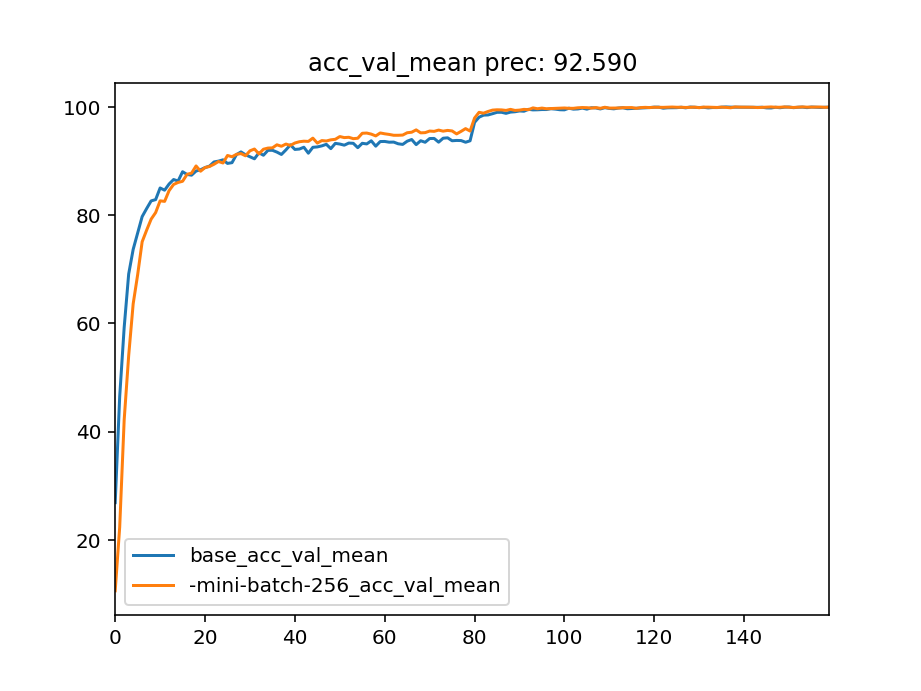 acc_val_mean prec: 92.590
100
80
60
40
20
base_acc_val_mean
-mini-batch-256_acc_val_mean
0 20 40 60 80 100 120 140